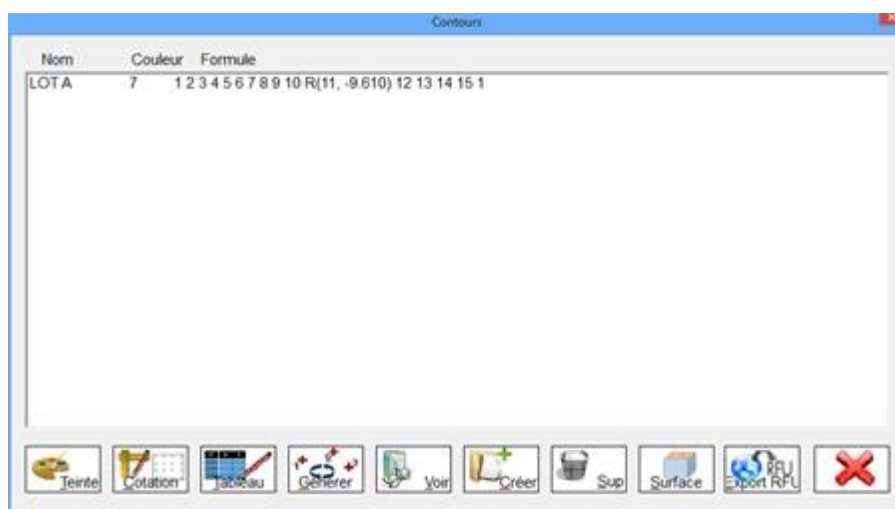 Contours
Nom Couleur Formule
LOT A 7 1 2 3 4 5 6 7 8 9 10 R(11, -9.610) 12 13 14 15 1
Teinte Cotation Tableau Générer Voir Créer Sup Surface RFU Export RFU